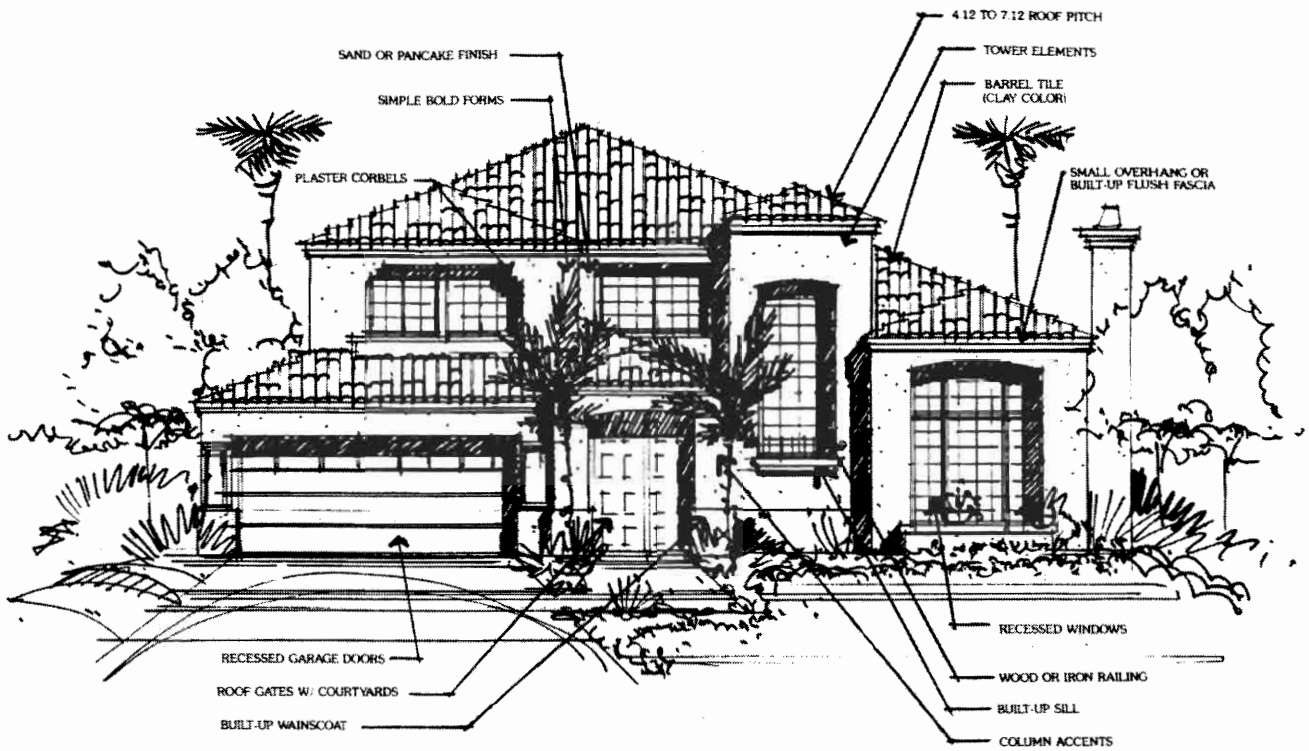 4.12 TO 7.12 ROOF PITCH
SAND OR PANCAKE FINISH
TOWER ELEMENTS
BARREL TILE
(CLAY COLOR)
SIMPLE BOLD FORMS
PLASTER CORBELS
SMALL OVERHANG OR
BUILT-UP FLUSH FASCIA
RECESSED WINDOWS
RECESSED GARAGE DOORS
WOOD OR IRON RAILING
ROOF GATES W/ COURTYARDS
BUILT-UP SILL
BUILT-UP WAINSCOAT
COLUMN ACCENTS